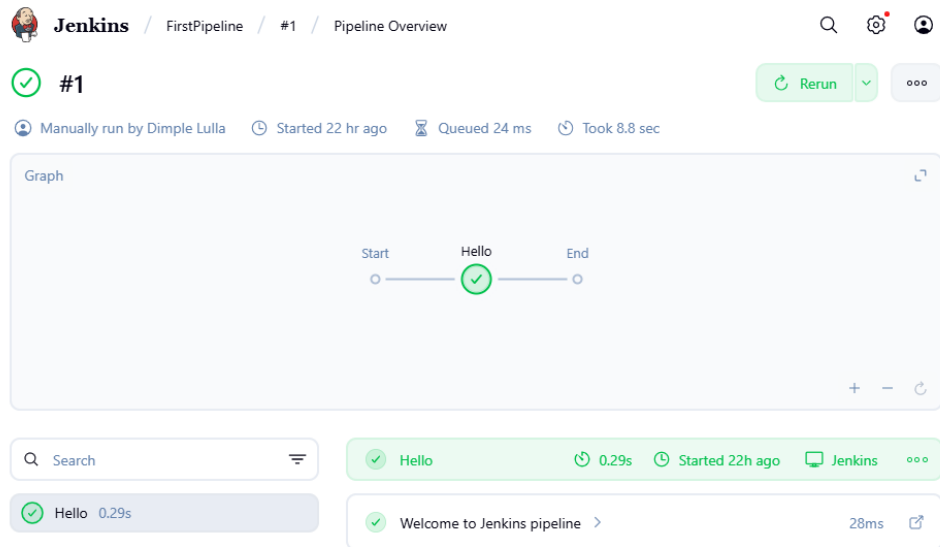 Jenkins / FirstPipeline / #1 / Pipeline Overview
#1
Rerun
Manually run by Dimple Lulla Started 22 hr ago Queued 24 ms Took 8.8 sec
Graph
Start Hello End
Search
Hello 0.29s Started 22h ago Jenkins
Hello 0.29s
Welcome to Jenkins pipeline 28ms